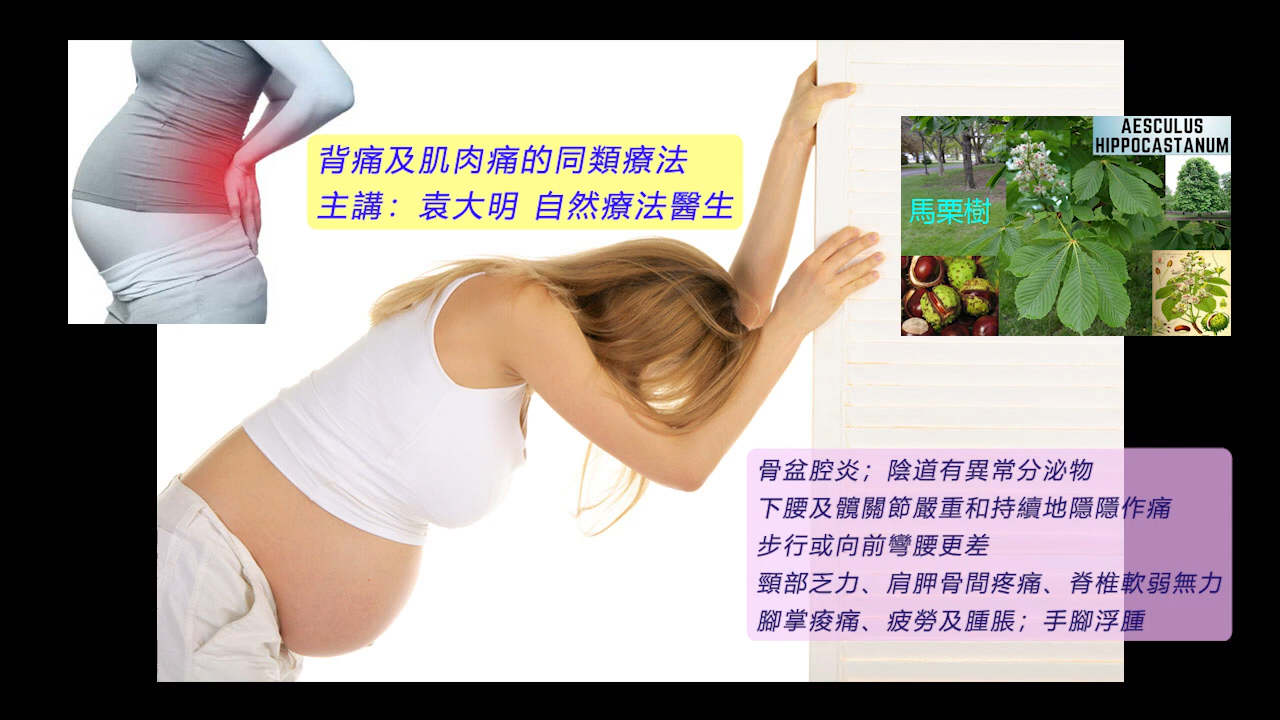 背痛及肌肉痛的同類療法
主講：袁大明 自然療法醫生
AESCULUS
HIPPOCASTANUM
馬栗樹
骨盆腔炎；陰道有異常分泌物
下腰及髖關節嚴重和持續地隱隱作痛
步行或向前彎腰更差
頸部乏力、肩胛骨間疼痛、脊椎軟弱無力
腳掌痠痛、疲勞及腫脹；手腳浮腫